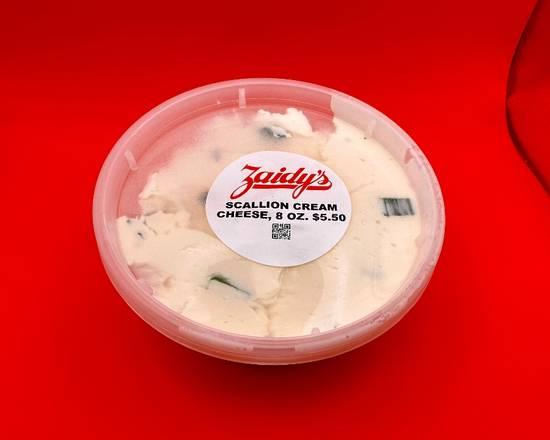 Zaidy's
SCALLION CREAM
CHEESE, 8 OZ. $5.50